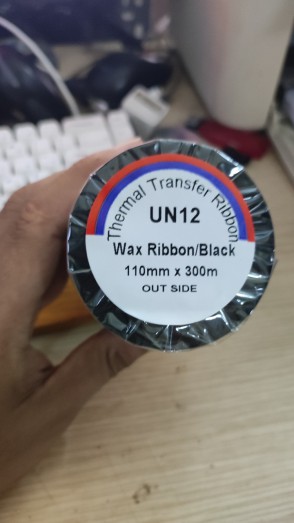 Thermal Transfer Ribbon
UN12
Wax Ribbon/Black
110mm x 300m
OUT SIDE